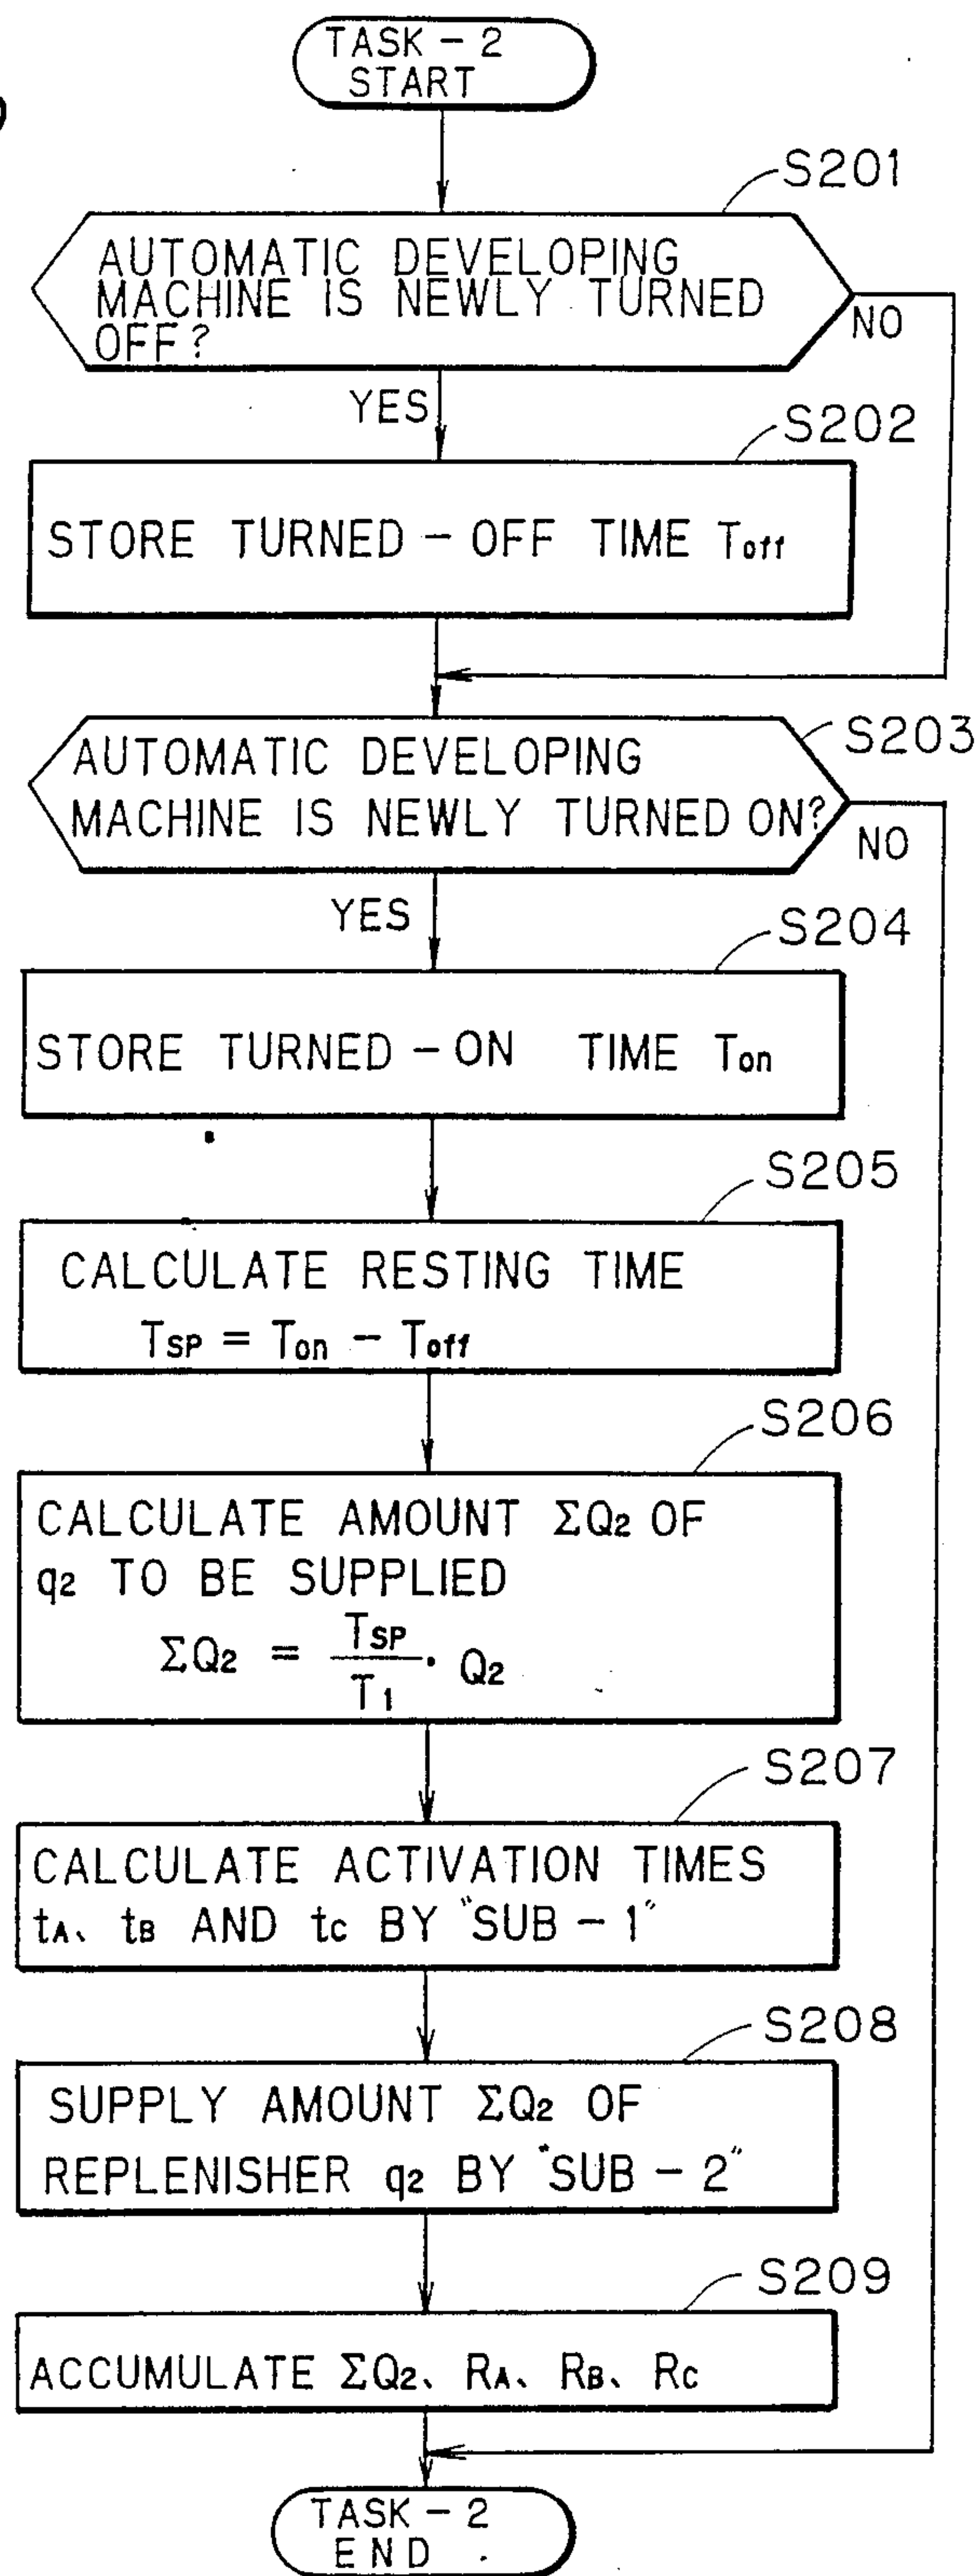 TASK - 2
START
S201
AUTOMATIC DEVELOPING
MACHINE IS NEWLY TURNED
OFF?
NO
YES
S202
STORE TURNED - OFF TIME Toff
S203
AUTOMATIC DEVELOPING
MACHINE IS NEWLY TURNED ON?
NO
YES
S204
STORE TURNED - ON TIME Ton
S205
CALCULATE RESTING TIME
TSP = Ton - Toff
S206
CALCULATE AMOUNT ΣQ2 OF
q2 TO BE SUPPLIED
ΣQ2 = TSP / T1 · Q2
S207
CALCULATE ACTIVATION TIMES
tA、 tB AND tC BY "SUB - 1"
S208
SUPPLY AMOUNT ΣQ2 OF
REPLENISHER q2 BY "SUB - 2"
S209
ACCUMULATE ΣQ2、 RA、 RB、 RC
TASK - 2
END